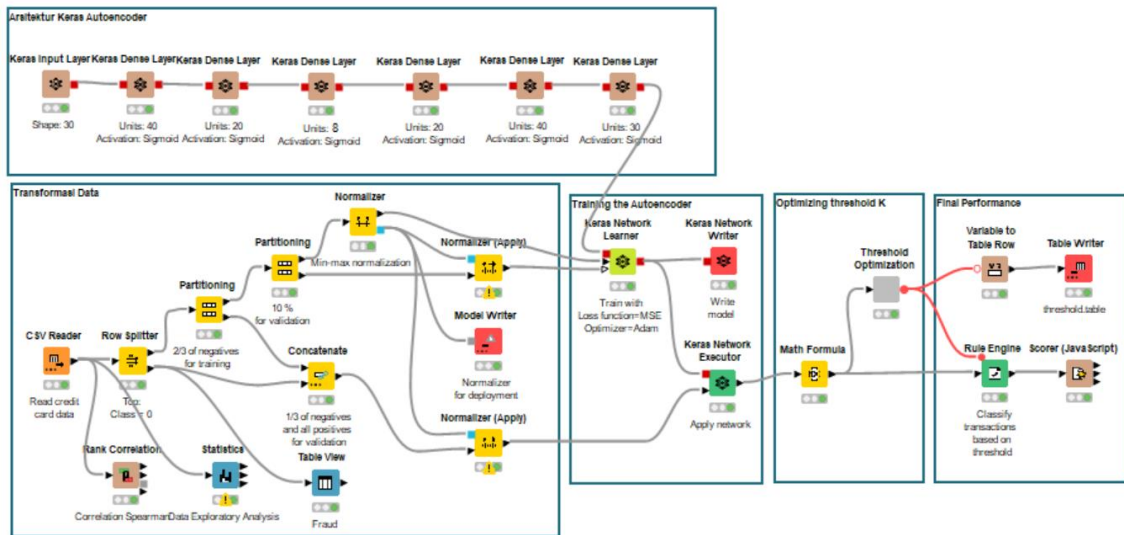 Arsitektur Keras Autoencoder
Keras Input Layer
Keras Dense Layer
Keras Dense Layer
Keras Dense Layer
Keras Dense Layer
Keras Dense Layer
Keras Dense Layer
Shape: 30
Units: 40
Activation: Sigmoid
Units: 20
Activation: Sigmoid
Units: 8
Activation: Sigmoid
Units: 20
Activation: Sigmoid
Units: 40
Activation: Sigmoid
Units: 30
Activation: Sigmoid
Transformasi Data
CSV Reader
Read credit
card data
Row Splitter
Top:
Class = 0
Partitioning
2/3 of negatives
for training
Partitioning
10 %
for validation
Normalizer
Min-max normalization
Normalizer (Apply)
Model Writer
Normalizer
for deployment
Concatenate
1/3 of negatives
and all positives
for validation
Normalizer (Apply)
Rank Correlation
Correlation Spearman
Statistics
Data Exploratory Analysis
Table View
Fraud
Training the Autoencoder
Keras Network
Learner
Train with
Loss function=MSE
Optimizer=Adam
Keras Network
Writer
Write
model
Keras Network
Executor
Apply network
Optimizing threshold K
Threshold
Optimization
Math Formula
Final Performance
Variable to
Table Row
Table Writer
threshold.table
Rule Engine
Classify
transactions
based on
threshold
Scorer (JavaScript)